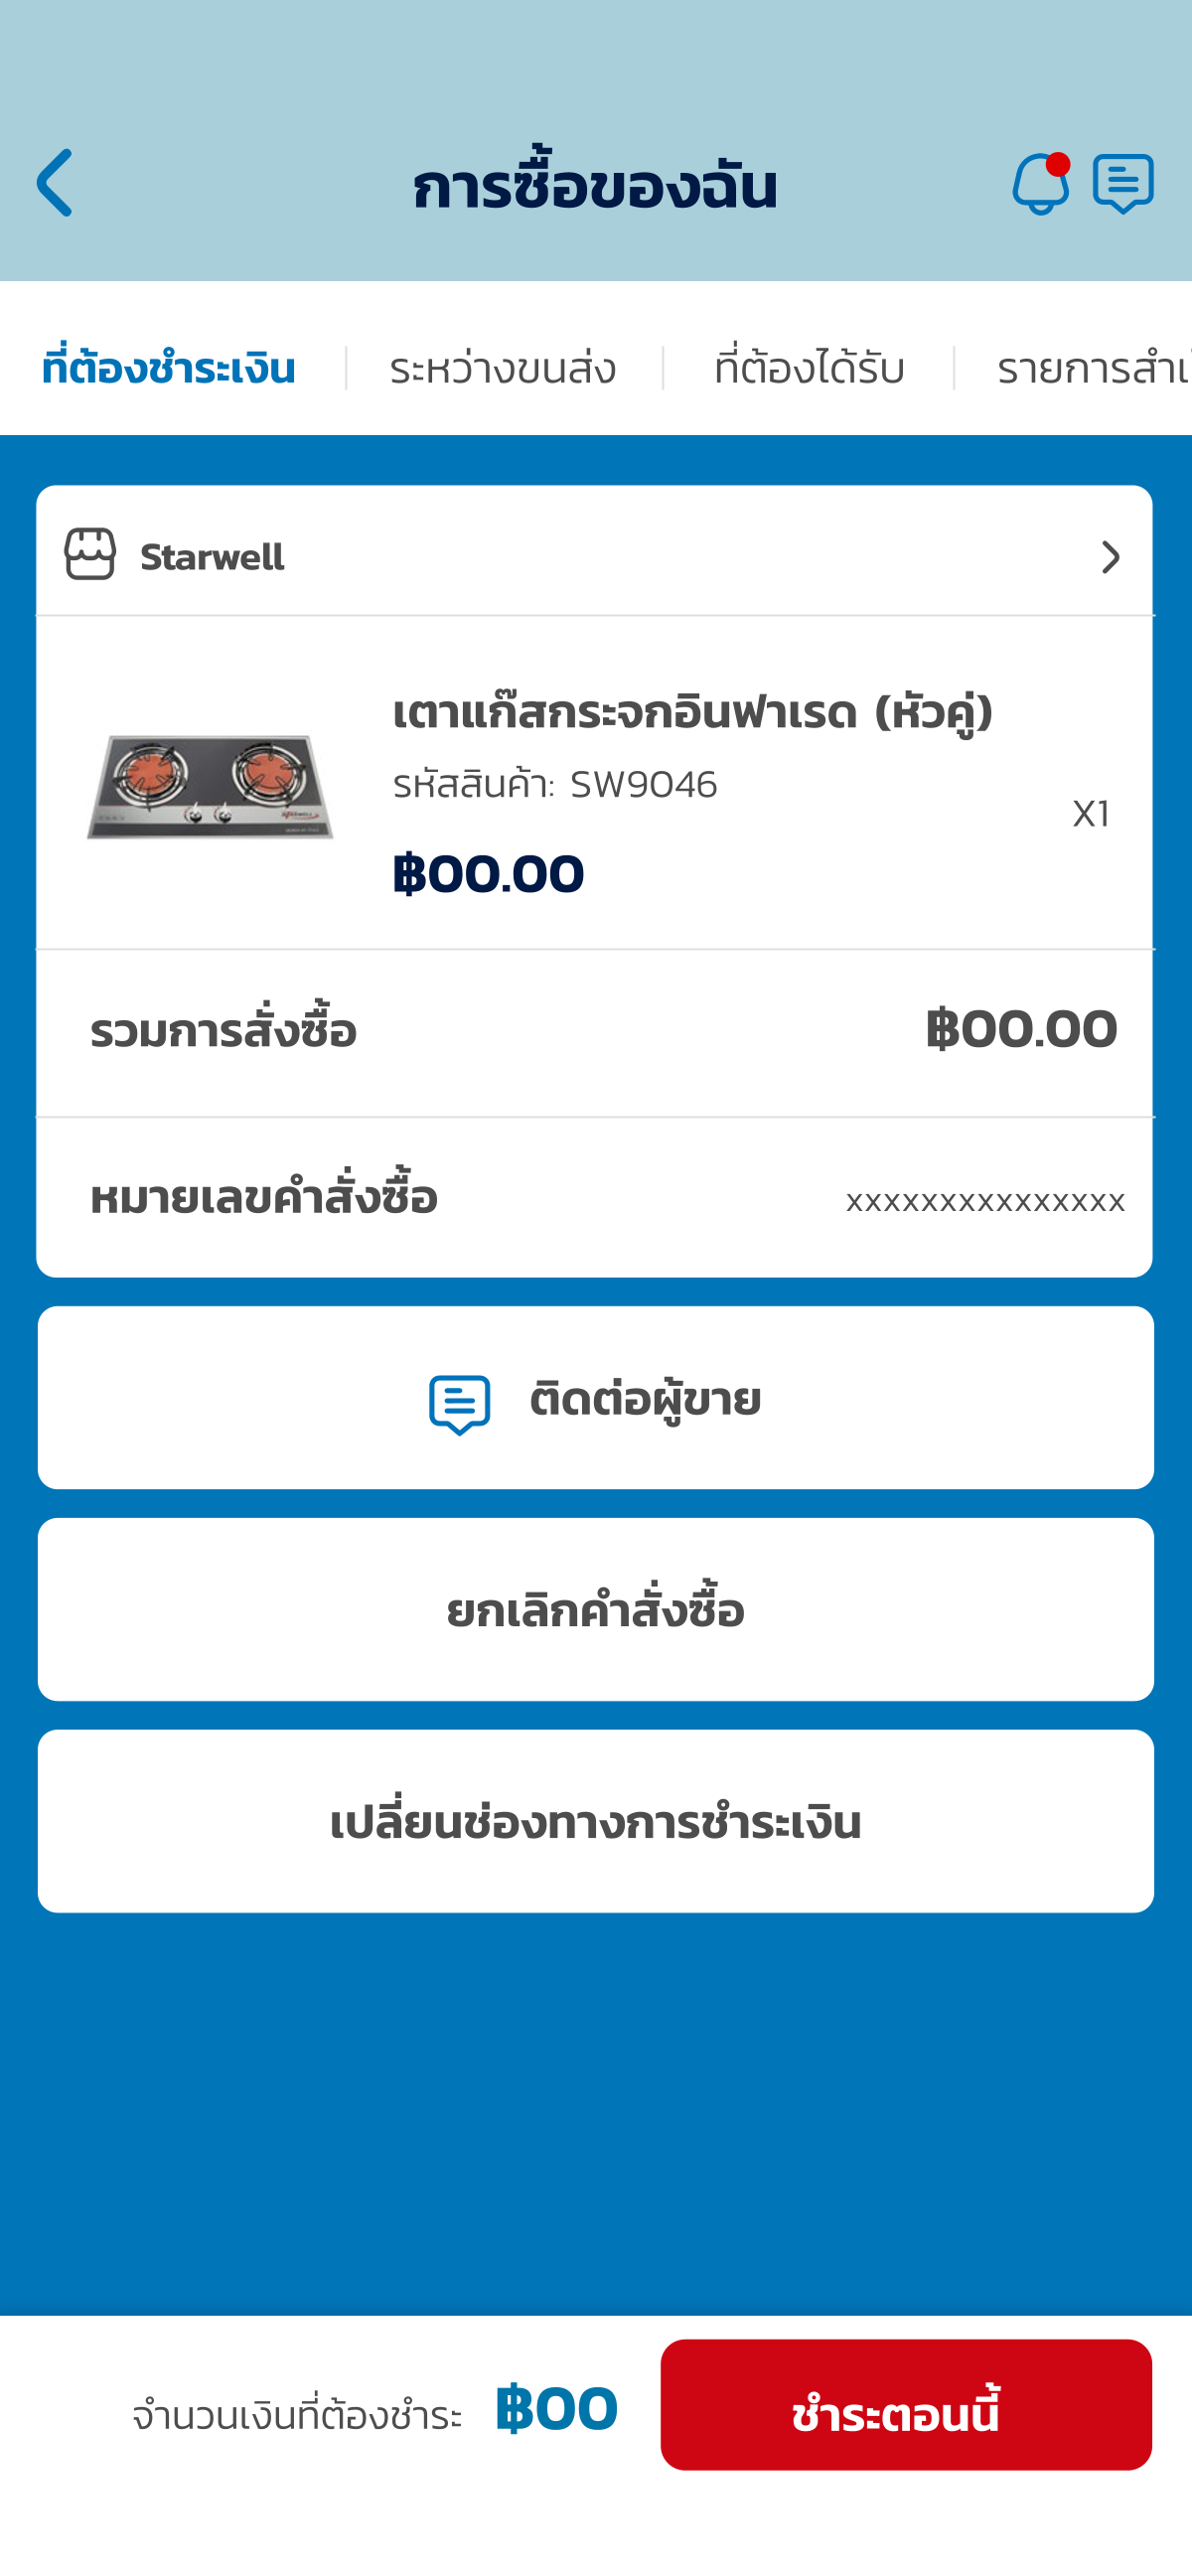 การซื้อของฉัน
ที่ต้องชำระเงิน
ระหว่างขนส่ง
ที่ต้องได้รับ
รายการสำเ
Starwell
เตาแก๊สกระจกอินฟาเรด (หัวคู่)
รหัสสินค้า: SW9046
X1
฿00.00
รวมการสั่งซื้อ ฿00.00
หมายเลขคำสั่งซื้อ xxxxxxxxxxxxxxx
ติดต่อผู้ขาย
ยกเลิกคำสั่งซื้อ
เปลี่ยนช่องทางการชำระเงิน
จำนวนเงินที่ต้องชำระ ฿00
ชำระตอนนี้